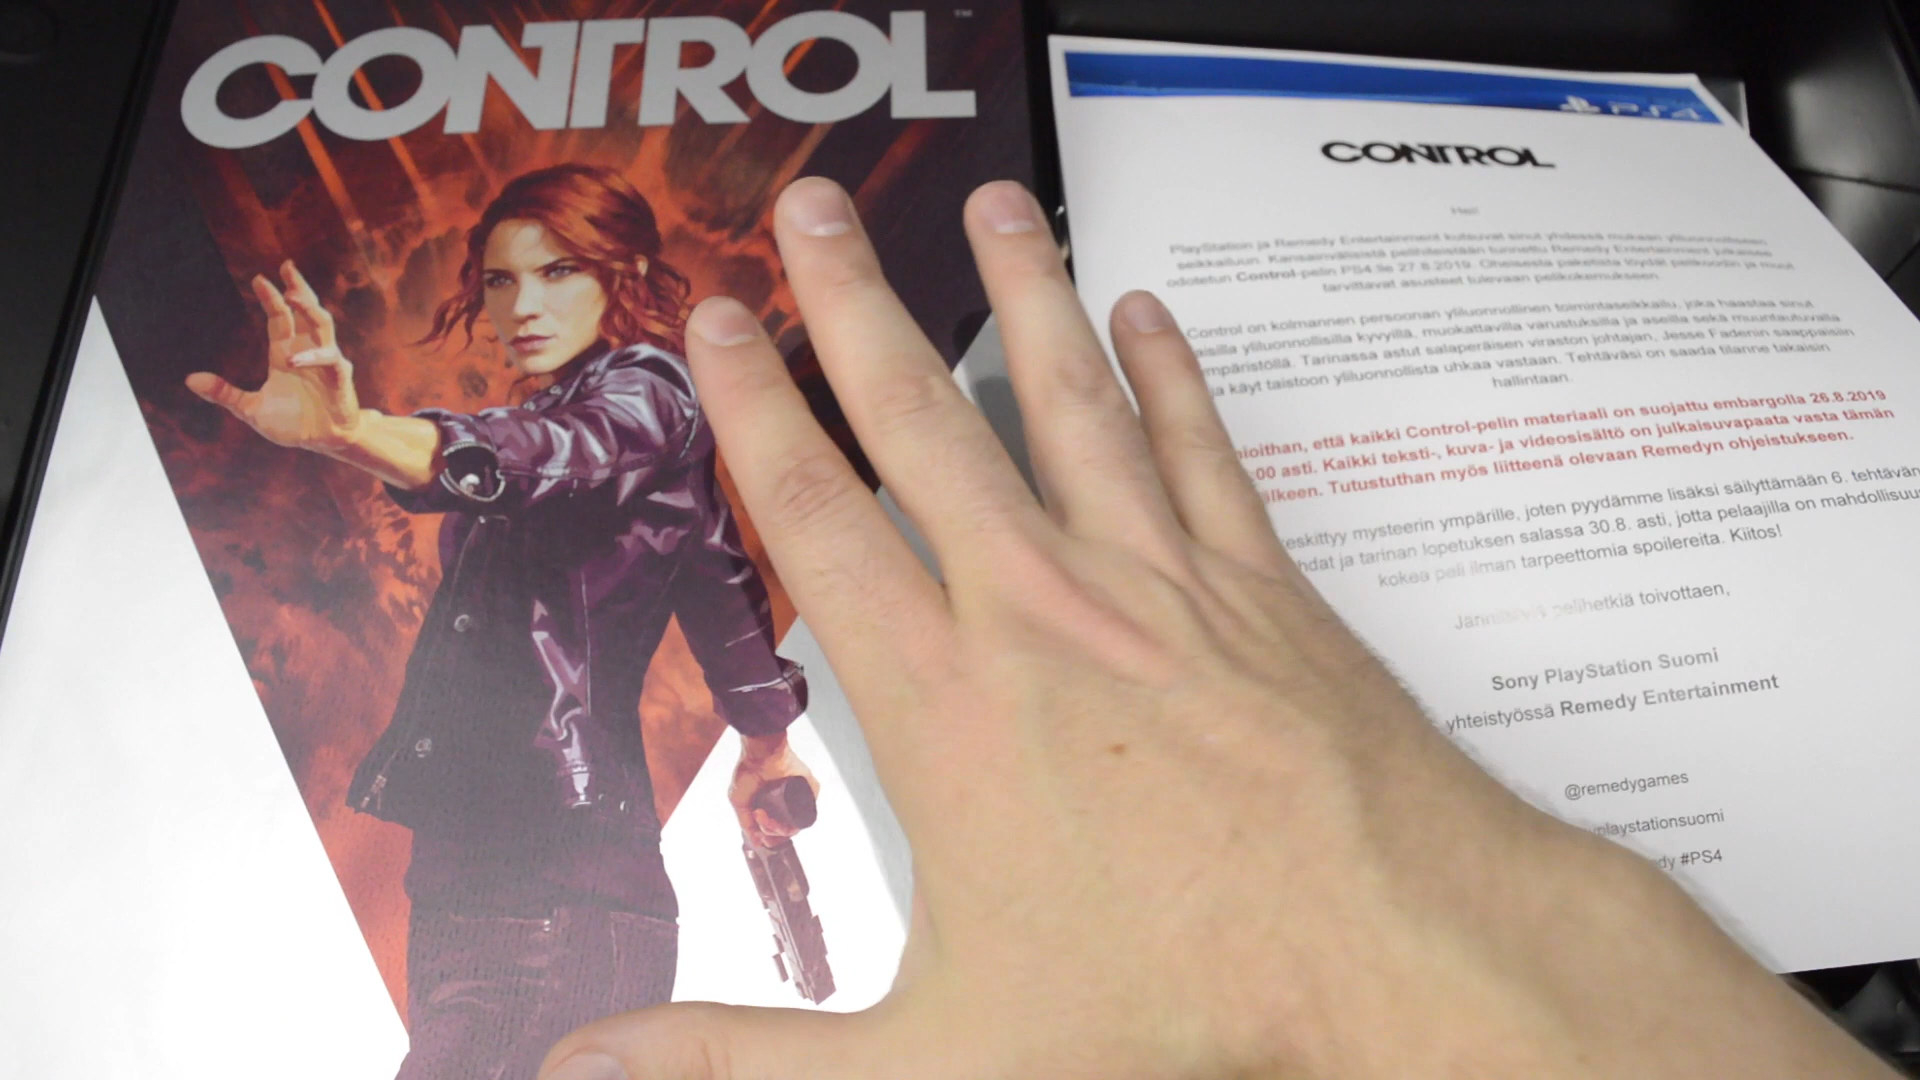 CONTROL™
PS4
CONTROL
Hei!
PlayStation ja Remedy Entertainment kutsuvat sinut yhdessä mukaan yliluonnolliseen
seikkailuun. Kansainvälisistä peleistään tunnettu Remedy Entertainment julkaisee
odotetun Control-pelin PS4:lle 27.8.2019. Oheisesta paketista löydät pelikoodin ja muut
tarvittavat asusteet tulevaan pelikokemukseen.
Control on kolmannen persoonan yliluonnollinen toimintaseikkailu, joka haastaa sinut
yliluonnollisilla kyvyillä, muokattavilla varustuksilla ja aseilla sekä muuntautuvalla
Tarinassa astut salaperäisen viraston johtajan, Jesse Fadenin saappaisiin
ja käyt taistoon yliluonnollista uhkaa vastaan. Tehtäväsi on saada tilanne takaisin
hallintaan.
että kaikki Control-pelin materiaali on suojattu embargolla 26.8.2019
:00 asti. Kaikki teksti-, kuva- ja videosisältö on julkaisuvapaata vasta tämän
jälkeen. Tutustuthan myös liitteenä olevaan Remedyn ohjeistukseen.
mysteerin ympärille, joten pyydämme lisäksi säilyttämään 6. tehtävän
ja tarinan lopetuksen salassa 30.8. asti, jotta pelaajilla on mahdollisuus
kokea peli ilman tarpeettomia spoilereita. Kiitos!
Jännittäviä pelihetkiä toivottaen,
Sony PlayStation Suomi
yhteistyössä Remedy Entertainment
@remedygames
playstationsuomi
#PS4